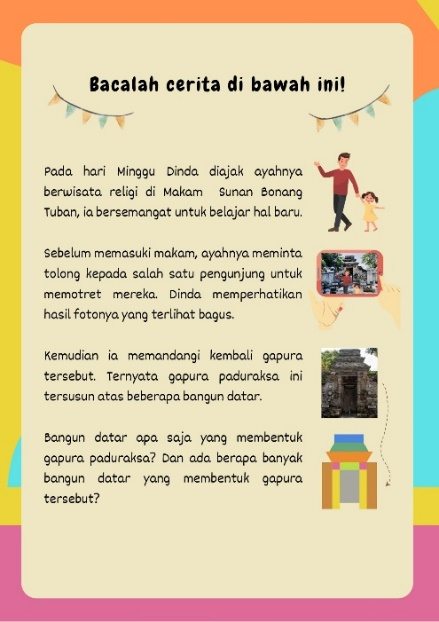 Bacalah cerita di bawah ini!
Pada hari Minggu Dinda diajak ayahnya
berwisata religi di Makam Sunan Bonang
Tuban, ia bersemangat untuk belajar hal baru.
Sebelum memasuki makam, ayahnya meminta
tolong kepada salah satu pengunjung untuk
memotret mereka. Dinda memperhatikan
hasil fotonya yang terlihat bagus.
Kemudian ia memandangi kembali gapura
tersebut. Ternyata gapura paduraksa ini
tersusun atas beberapa bangun datar.
Bangun datar apa saja yang membentuk
gapura paduraksa? Dan ada berapa banyak
bangun datar yang membentuk gapura
tersebut?